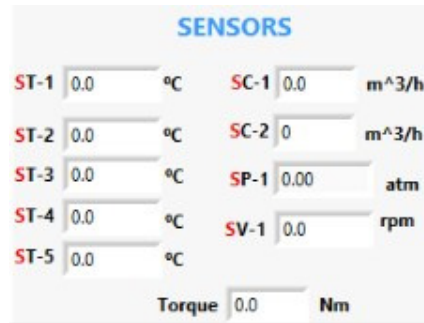 SENSORS
ST-1 0.0 ºC SC-1 0.0 m^3/h
ST-2 0.0 ºC SC-2 0 m^3/h
ST-3 0.0 ºC SP-1 0.00 atm
ST-4 0.0 ºC SV-1 0.0 rpm
ST-5 0.0 ºC
Torque 0.0 Nm